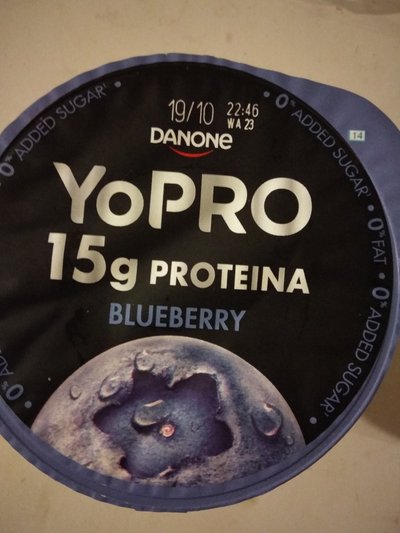 19/10 22:46
WA 23
DANONE
YoPRO
15g PROTEINA
BLUEBERRY
0% ADDED SUGAR
0% ADDED SUGAR • 0% FAT • 0% ADDED SUGAR
14